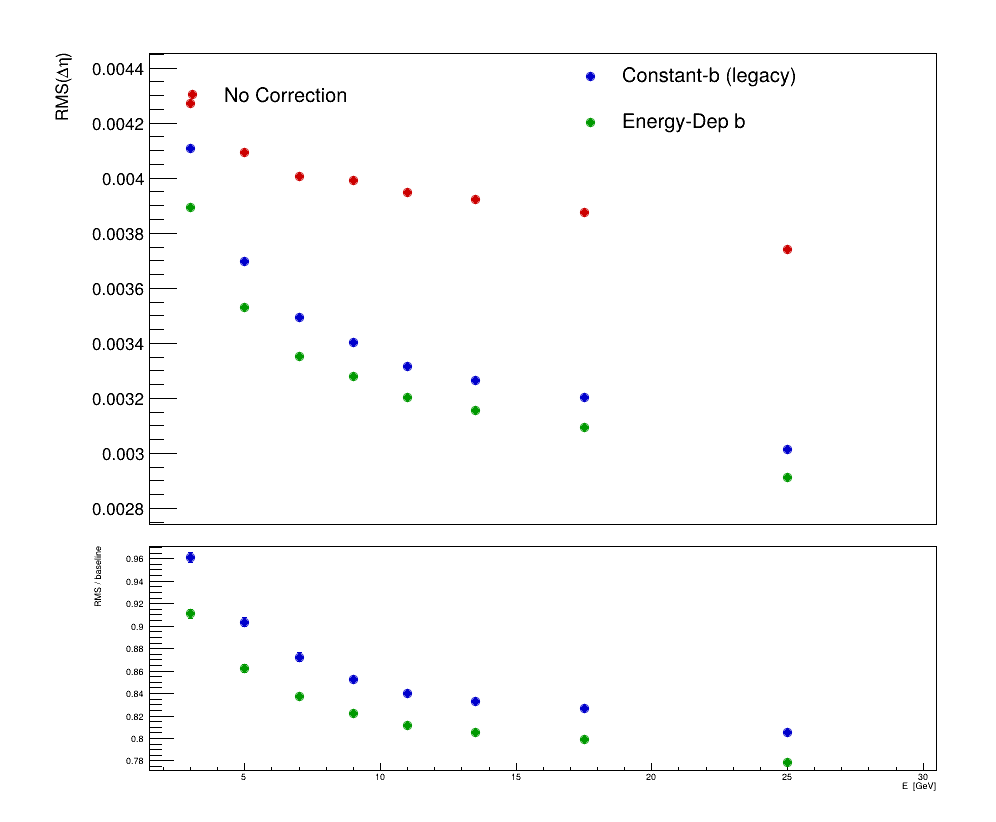 RMS(Δη)
0.0044
0.0042
0.004
0.0038
0.0036
0.0034
0.0032
0.003
0.0028
No Correction
Constant-b (legacy)
Energy-Dep b
RMS / baseline
0.96
0.94
0.92
0.9
0.88
0.86
0.84
0.82
0.8
0.78
5 10 15 20 25 30
E [GeV]